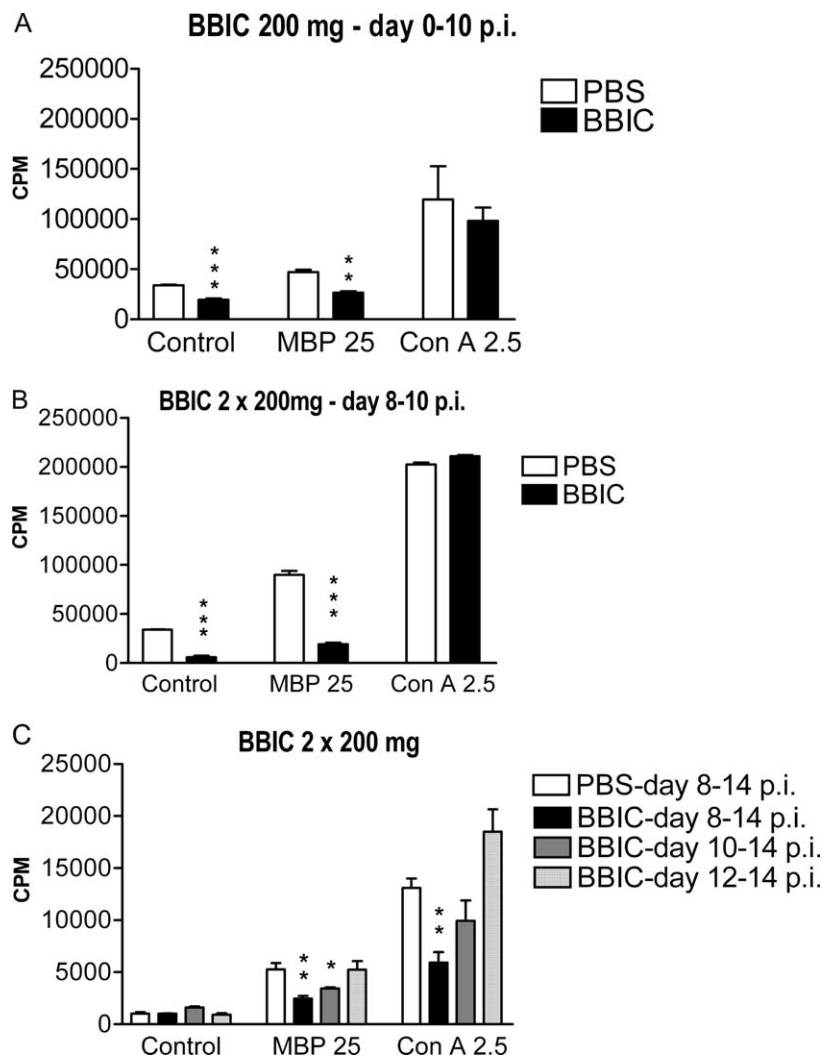 A
BBIC 200 mg - day 0-10 p.i.
250000
200000
150000
100000
50000
0
CPM
PBS
BBIC
***
**
Control MBP 25 Con A 2.5
B
BBIC 2 x 200mg - day 8-10 p.i.
250000
200000
150000
100000
50000
0
CPM
PBS
BBIC
***
***
Control MBP 25 Con A 2.5
C
BBIC 2 x 200 mg
25000
20000
15000
10000
5000
0
CPM
PBS-day 8-14 p.i.
BBIC-day 8-14 p.i.
BBIC-day 10-14 p.i.
BBIC-day 12-14 p.i.
**
*
**
Control MBP 25 Con A 2.5